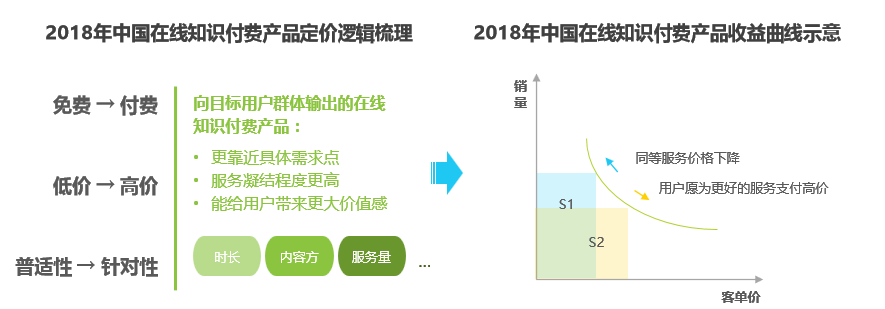 2018年中国在线知识付费产品定价逻辑梳理
免费 → 付费
低价 → 高价
普适性 → 针对性
向目标用户群体输出的在线
知识付费产品：
• 更靠近具体需求点
• 服务凝结程度更高
• 能给用户带来更大价值感
时长
内容方
服务量
...
2018年中国在线知识付费产品收益曲线示意
销
量
同等服务价格下降
用户愿为更好的服务支付高价
S1
S2
客单价